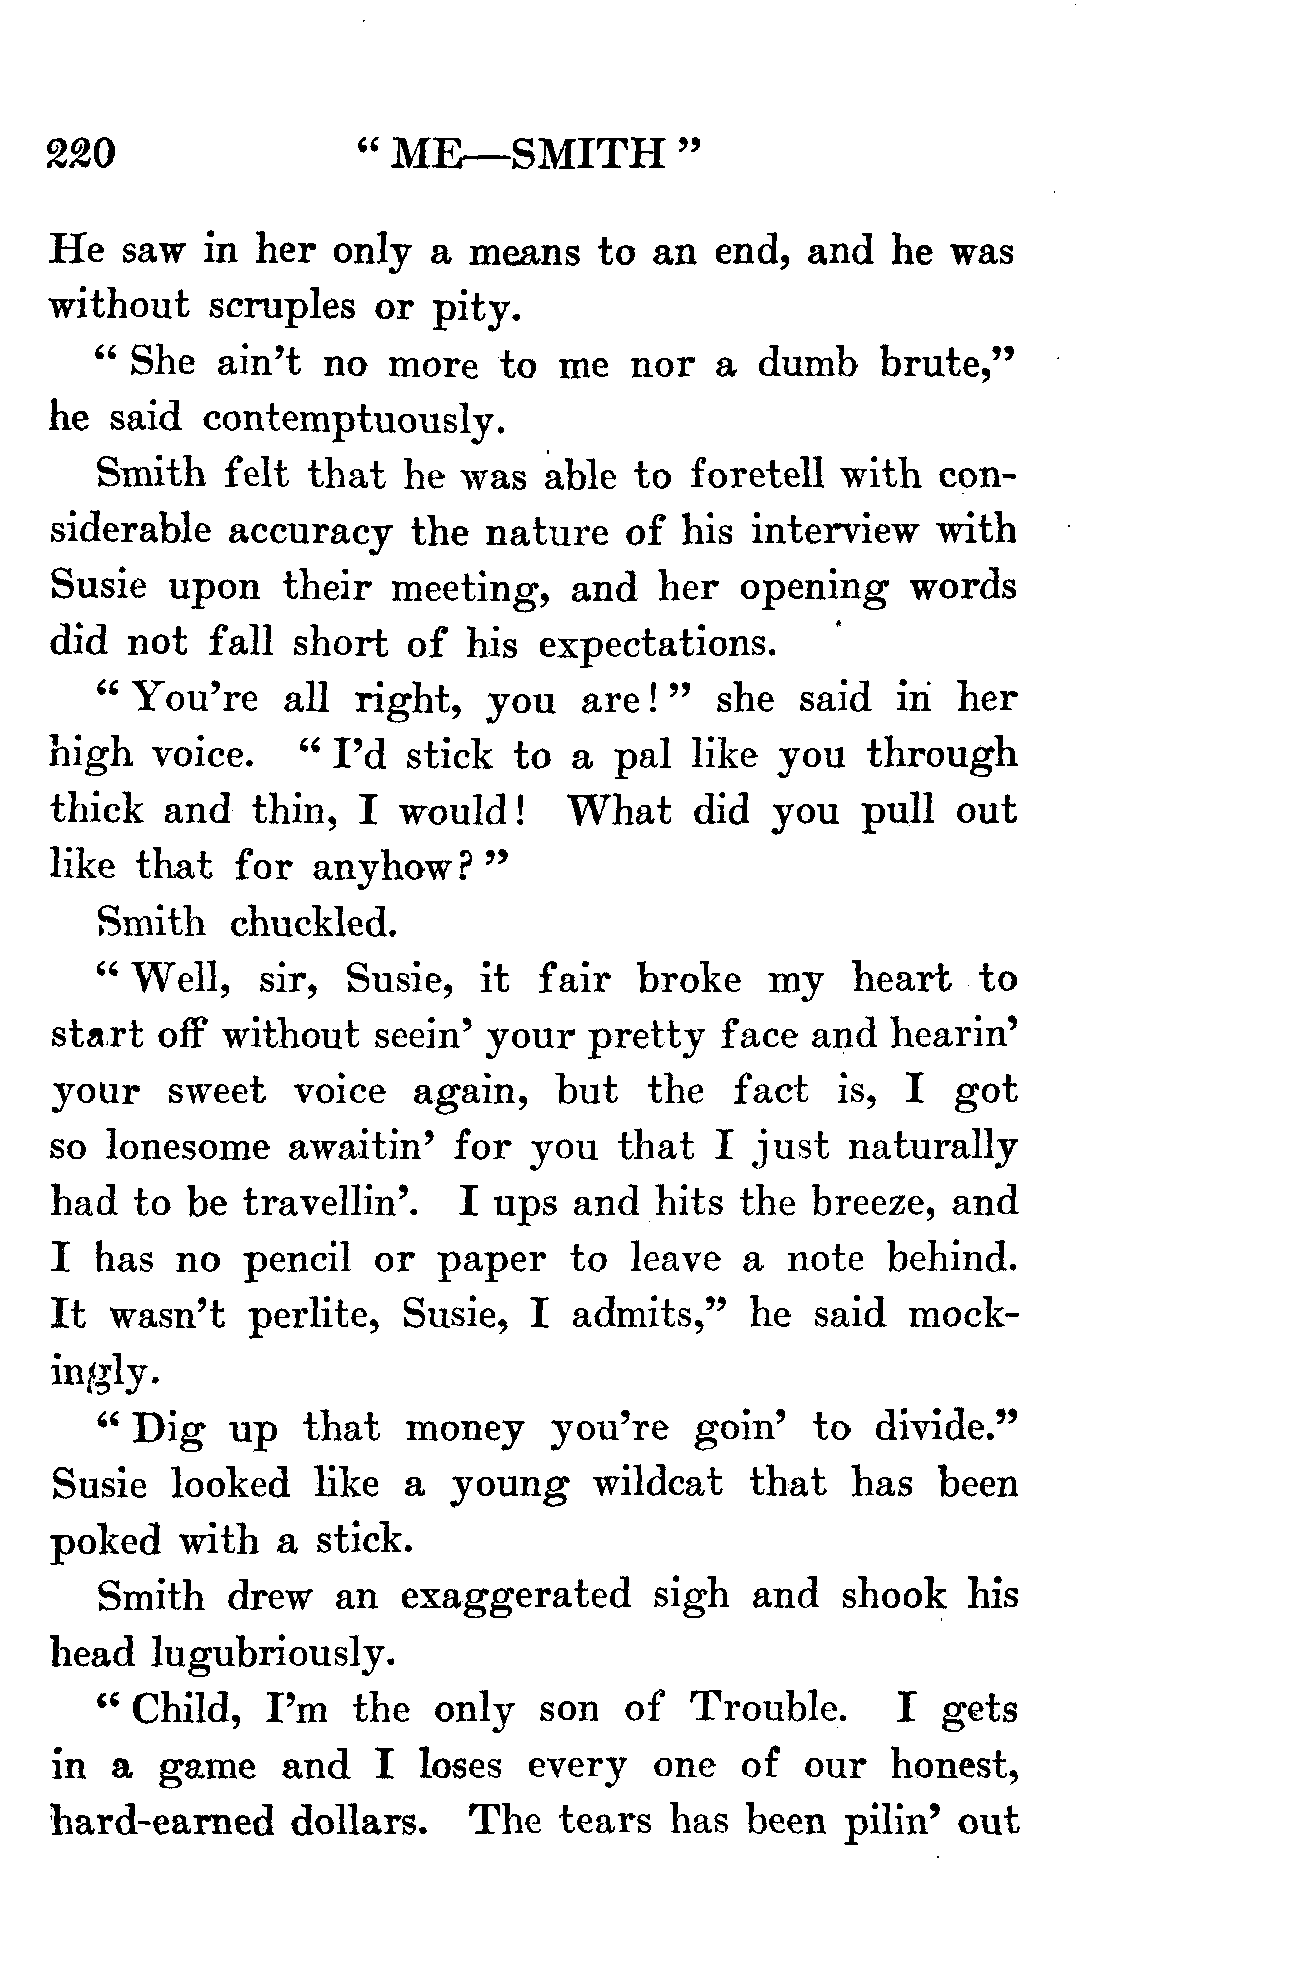 220 " ME—SMITH "
He saw in her only a means to an end, and he was
without scruples or pity.
" She ain't no more to me nor a dumb brute,"
he said contemptuously.
Smith felt that he was able to foretell with con-
siderable accuracy the nature of his interview with
Susie upon their meeting, and her opening words
did not fall short of his expectations.
" You're all right, you are! " she said in her
high voice. " I'd stick to a pal like you through
thick and thin, I would! What did you pull out
like that for anyhow? "
Smith chuckled.
" Well, sir, Susie, it fair broke my heart to
start off without seein' your pretty face and hearin'
your sweet voice again, but the fact is, I got
so lonesome awaitin' for you that I just naturally
had to be travellin'. I ups and hits the breeze, and
I has no pencil or paper to leave a note behind.
It wasn't perlite, Susie, I admits," he said mock-
ingly.
" Dig up that money you're goin' to divide."
Susie looked like a young wildcat that has been
poked with a stick.
Smith drew an exaggerated sigh and shook his
head lugubriously.
" Child, I'm the only son of Trouble. I gets
in a game and I loses every one of our honest,
hard-earned dollars. The tears has been pilin' out